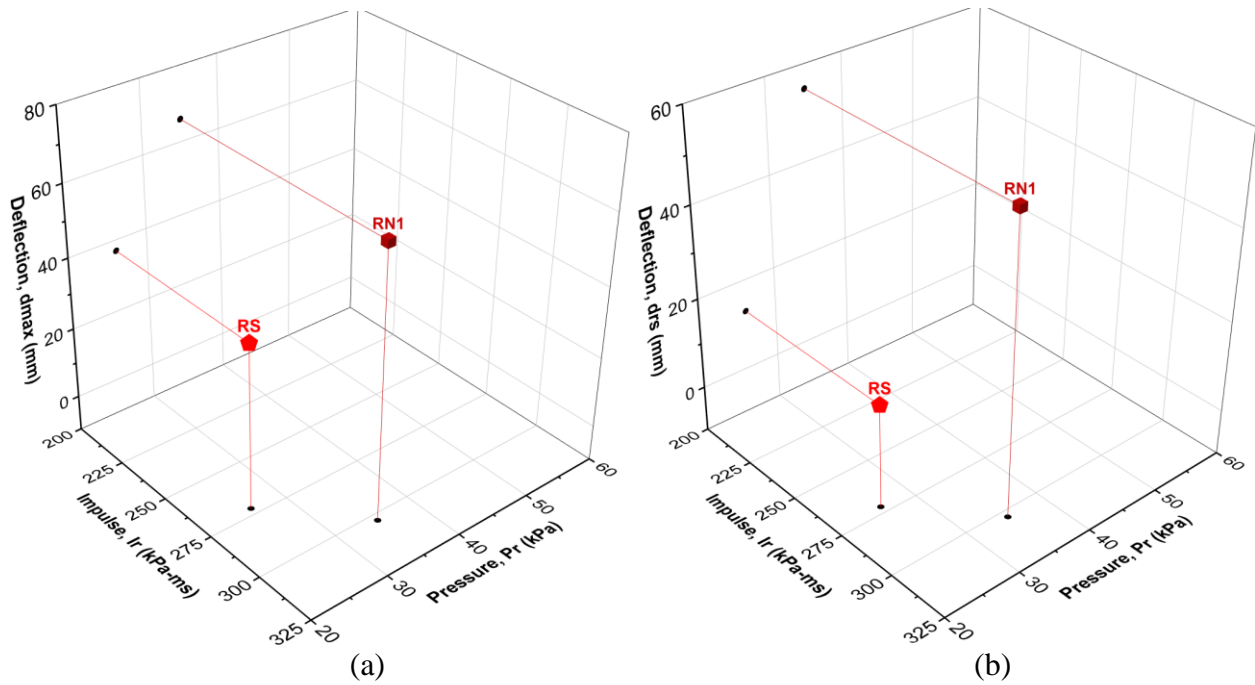 80
60
40
20
0
Deflection, dmax (mm)
200
225
250
275
300
325
Impulse, Ir (kPa-ms)
20
30
40
50
60
Pressure, Pr (kPa)
RN1
RS
(a)
60
40
20
0
Deflection, drs (mm)
200
225
250
275
300
325
Impulse, Ir (kPa-ms)
20
30
40
50
60
Pressure, Pr (kPa)
RN1
RS
(b)